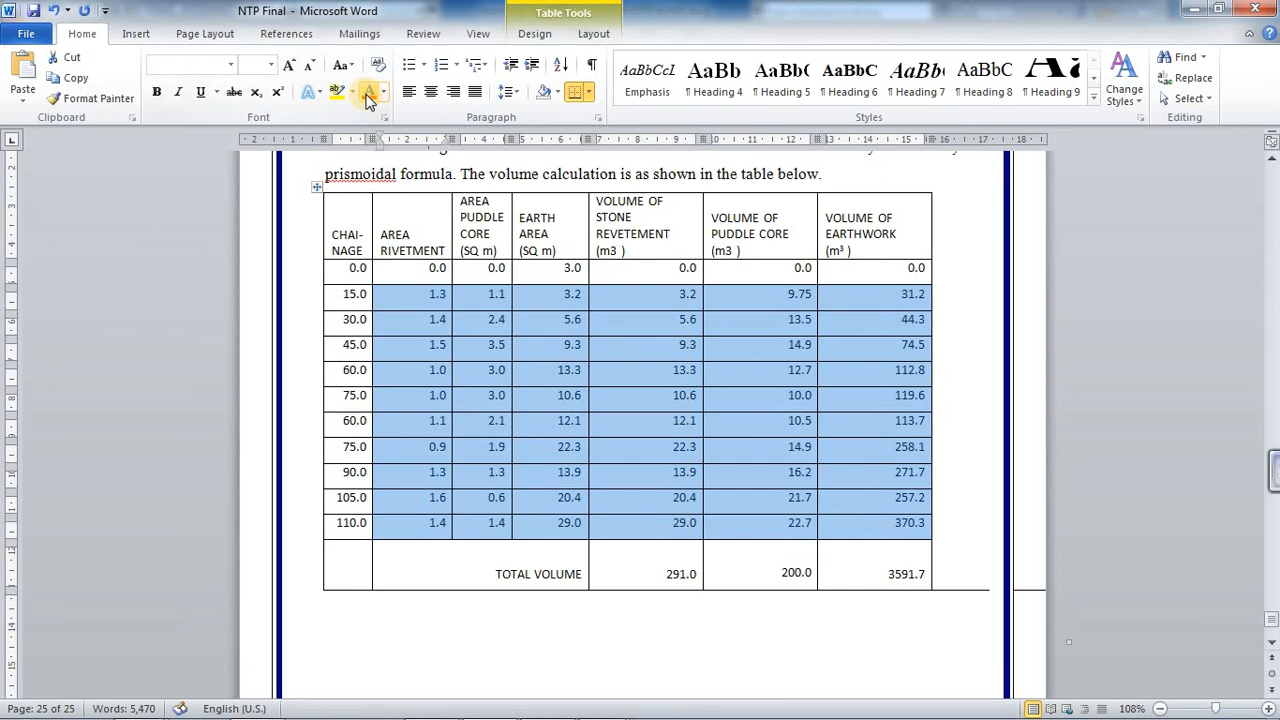 NTP Final - Microsoft Word
Table Tools
File Home Insert Page Layout References Mailings Review View Design Layout
Paste
Cut
Copy
Format Painter
Clipboard
Font
Paragraph
AaBbCcI Emphasis
AaBb ¶ Heading 4
AaBb( ¶ Heading 5
AaBbC ¶ Heading 6
AaBb( ¶ Heading 7
AaBbC ¶ Heading 8
¶ Heading 9
Change Styles
Styles
Find
Select
Editing
prismoidal formula. The volume calculation is as shown in the table below.
CHAI-NAGE AREA RIVETMENT AREA PUDDLE CORE (SQ m) EARTH AREA (SQ m) VOLUME OF STONE REVETEMENT (m3 ) VOLUME OF PUDDLE CORE (m3 ) VOLUME OF EARTHWORK (m³ )
0.0 0.0 0.0 3.0 0.0 0.0 0.0
15.0 1.3 1.1 3.2 3.2 9.75 31.2
30.0 1.4 2.4 5.6 5.6 13.5 44.3
45.0 1.5 3.5 9.3 9.3 14.9 74.5
60.0 1.0 3.0 13.3 13.3 12.7 112.8
75.0 1.0 3.0 10.6 10.6 10.0 119.6
60.0 1.1 2.1 12.1 12.1 10.5 113.7
75.0 0.9 1.9 22.3 22.3 14.9 258.1
90.0 1.3 1.3 13.9 13.9 16.2 271.7
105.0 1.6 0.6 20.4 20.4 21.7 257.2
110.0 1.4 1.4 29.0 29.0 22.7 370.3
TOTAL VOLUME 291.0 200.0 3591.7
Page: 25 of 25 Words: 5,470 English (U.S.) 108%